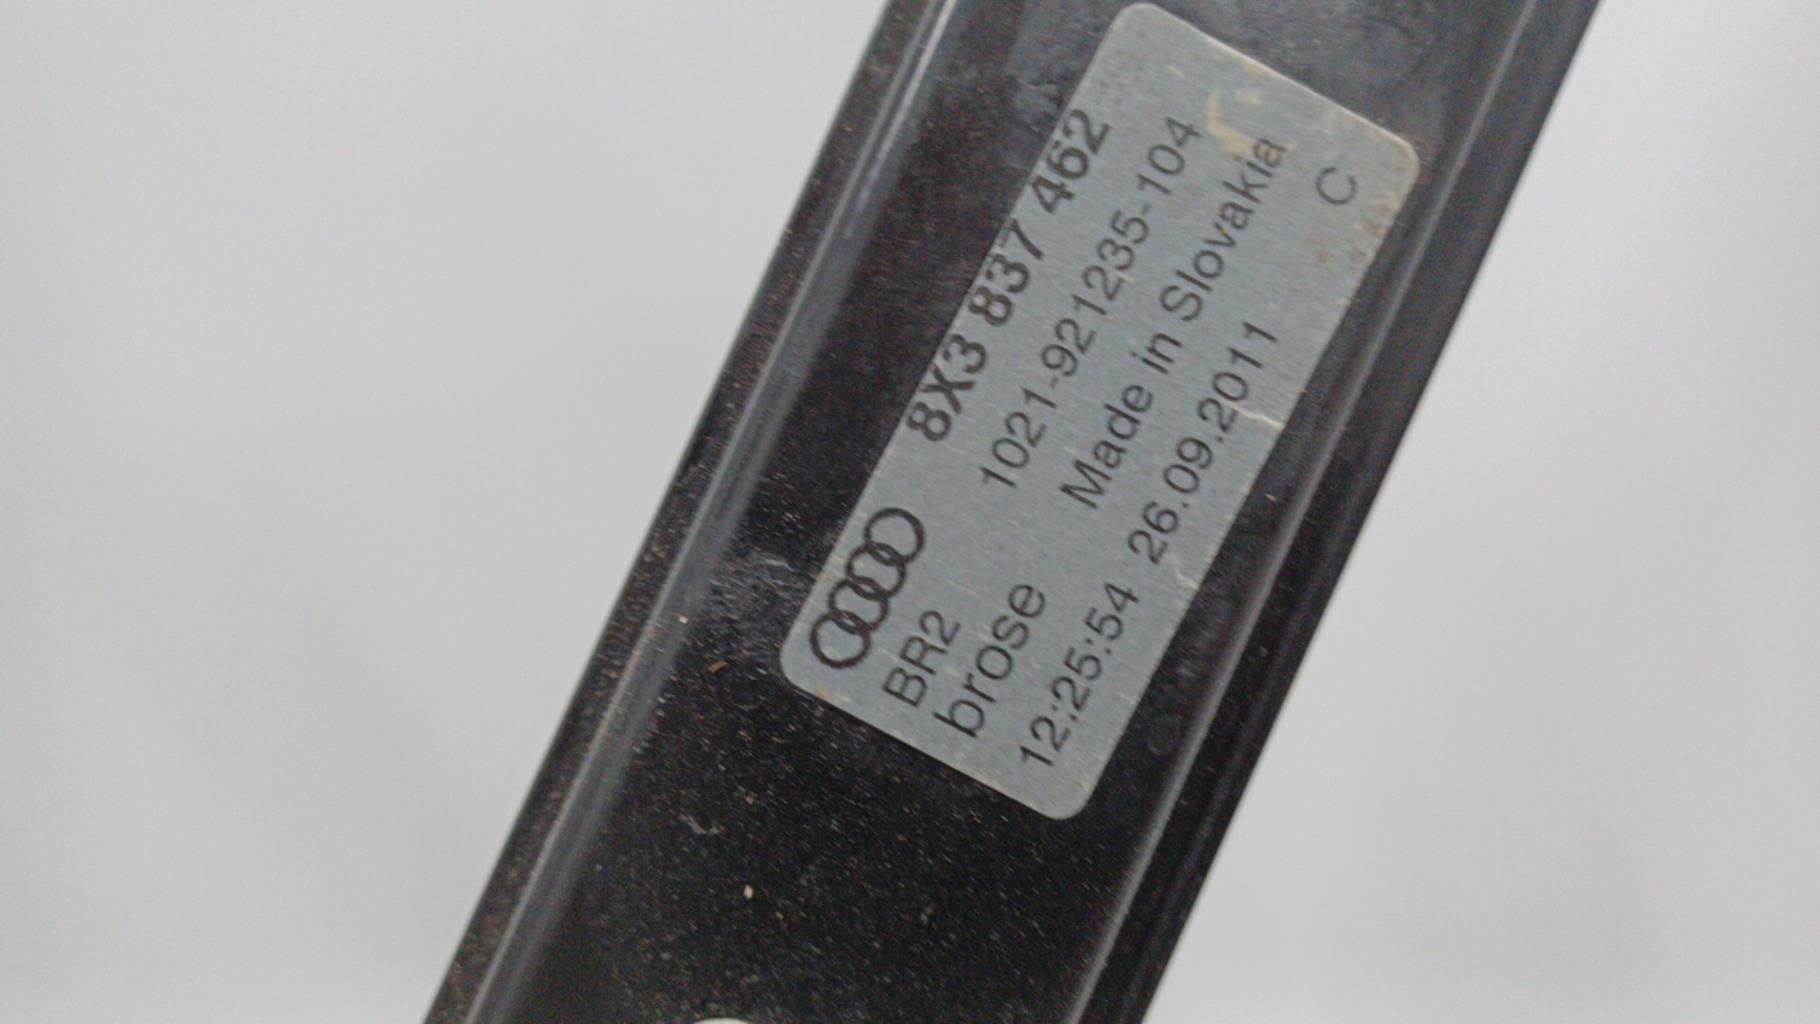 8X3 837 462
BR2 1021-921235-104
brose Made in Slovakia
12:25:54 26.09.2011 C